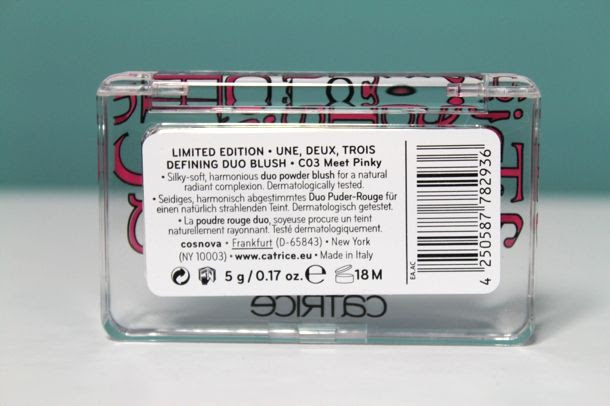 LIMITED EDITION • UNE, DEUX, TROIS
DEFINING DUO BLUSH • C03 Meet Pinky
• Silky-soft, harmonious duo powder blush for a natural
radiant complexion. Dermatologically tested.
• Seidiges, harmonisch abgestimmtes Duo Puder-Rouge für
einen natürlich strahlenden Teint. Dermatologisch getestet.
• La poudre rouge duo, soyeuse procure un teint
naturellement rayonnant. Testé dermatologiquement.
cosnova • Frankfurt (D-65843) • New York
(NY 10003) • www.catrice.eu • Made in Italy
5 g / 0.17 oz. ℮ 18 M
EA.AC
4 250587 782936
CATRICE